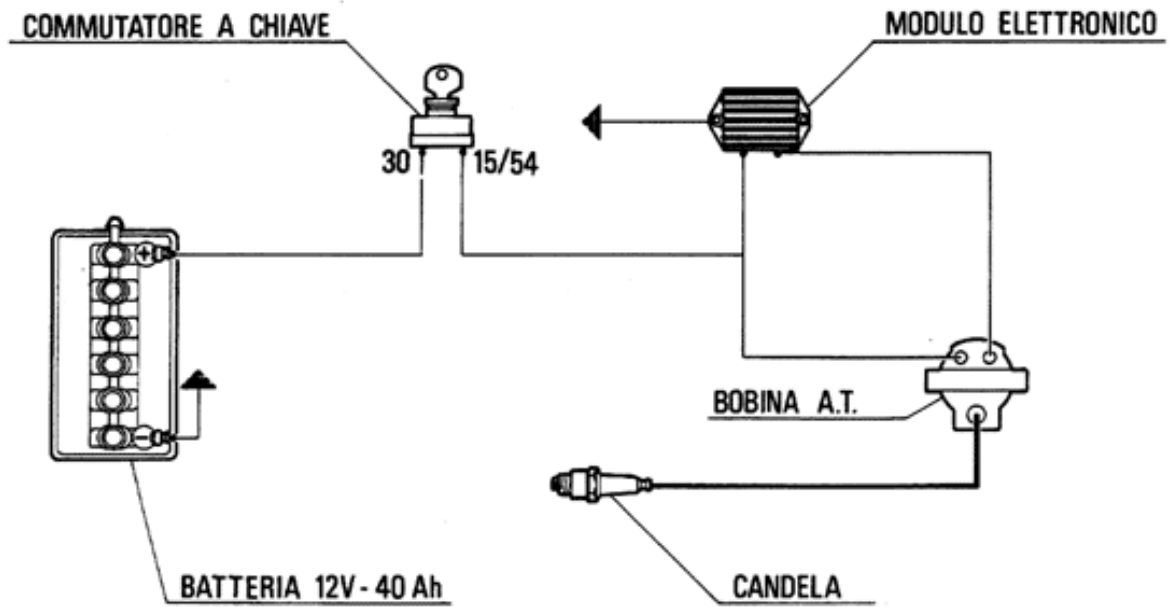 COMMUTATORE A CHIAVE
MODULO ELETTRONICO
30
15/54
+
-
BOBINA A.T.
BATTERIA 12V - 40 Ah
CANDELA